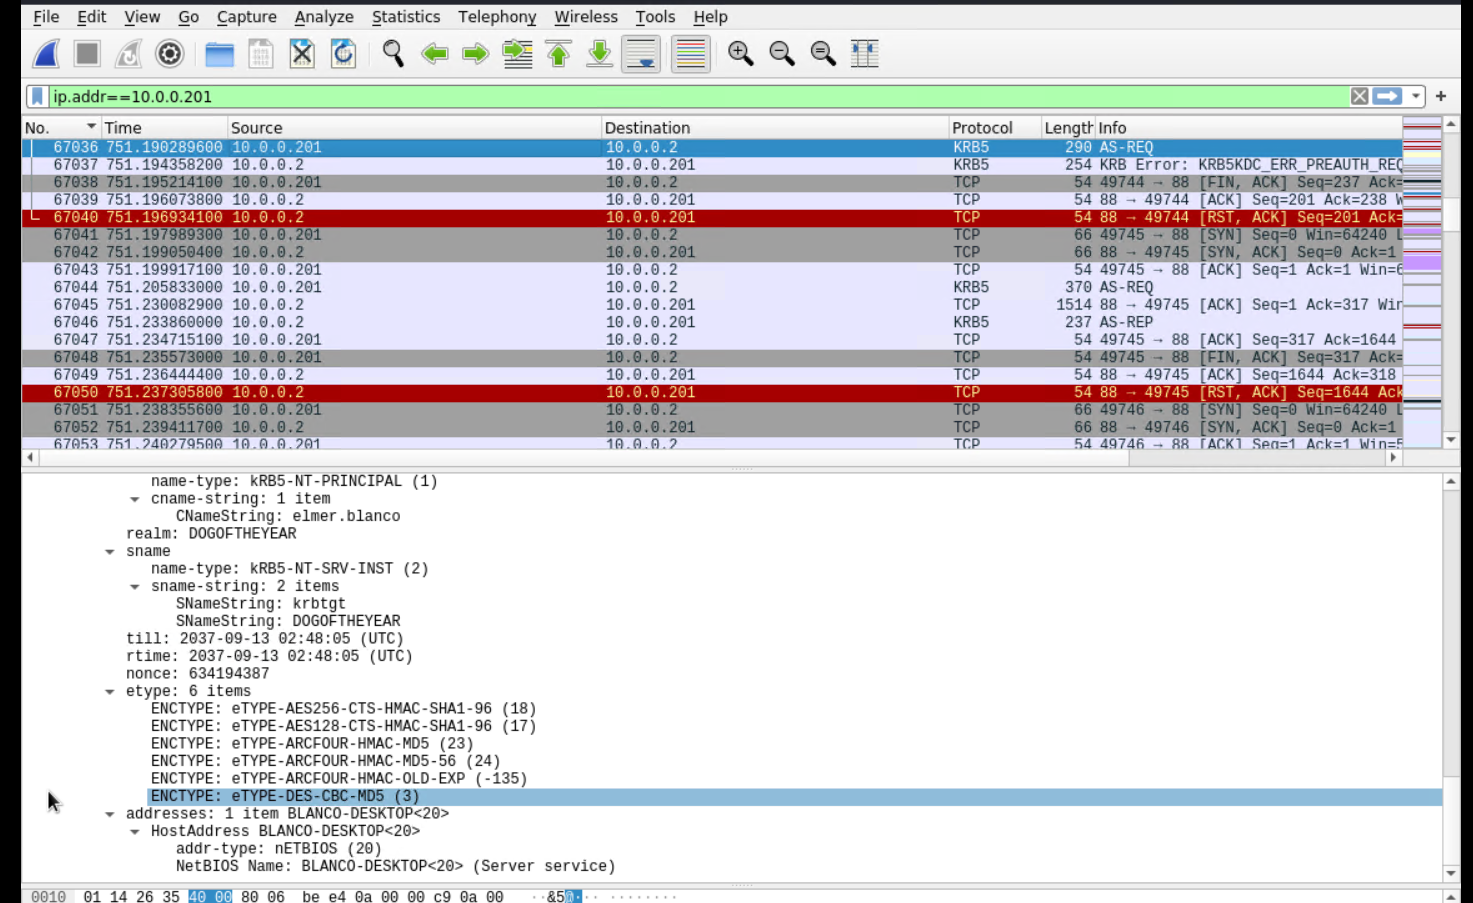 File Edit View Go Capture Analyze Statistics Telephony Wireless Tools Help
ip.addr==10.0.0.201
No. Time Source Destination Protocol Length Info
67036 751.190289600 10.0.0.201 10.0.0.2 KRB5 290 AS-REQ
67037 751.194358200 10.0.0.2 10.0.0.201 KRB5 254 KRB Error: KRB5KDC_ERR_PREAUTH_REQ
67038 751.195214100 10.0.0.201 10.0.0.2 TCP 54 49744 → 88 [FIN, ACK] Seq=237 Ack=
67039 751.196073800 10.0.0.2 10.0.0.201 TCP 54 88 → 49744 [ACK] Seq=201 Ack=238 W
67040 751.196934100 10.0.0.2 10.0.0.201 TCP 54 88 → 49744 [RST, ACK] Seq=201 Ack=
67041 751.197989300 10.0.0.201 10.0.0.2 TCP 66 49745 → 88 [SYN] Seq=0 Win=64240 L
67042 751.199050400 10.0.0.2 10.0.0.201 TCP 66 88 → 49745 [SYN, ACK] Seq=0 Ack=1
67043 751.199917100 10.0.0.201 10.0.0.2 TCP 54 49745 → 88 [ACK] Seq=1 Ack=1 Win=6
67044 751.205833000 10.0.0.201 10.0.0.2 KRB5 370 AS-REQ
67045 751.230082900 10.0.0.2 10.0.0.201 TCP 1514 88 → 49745 [ACK] Seq=1 Ack=317 Win
67046 751.233860000 10.0.0.2 10.0.0.201 KRB5 237 AS-REP
67047 751.234715100 10.0.0.201 10.0.0.2 TCP 54 49745 → 88 [ACK] Seq=317 Ack=1644
67048 751.235573000 10.0.0.201 10.0.0.2 TCP 54 49745 → 88 [FIN, ACK] Seq=317 Ack=
67049 751.236444400 10.0.0.2 10.0.0.201 TCP 54 88 → 49745 [ACK] Seq=1644 Ack=318
67050 751.237305800 10.0.0.2 10.0.0.201 TCP 54 88 → 49745 [RST, ACK] Seq=1644 Ack
67051 751.238355600 10.0.0.201 10.0.0.2 TCP 66 49746 → 88 [SYN] Seq=0 Win=64240 L
67052 751.239411700 10.0.0.2 10.0.0.201 TCP 66 88 → 49746 [SYN, ACK] Seq=0 Ack=1
67053 751.240279500 10.0.0.201 10.0.0.2 TCP 54 49746 → 88 [ACK] Seq=1 Ack=1 Win=5
name-type: kRB5-NT-PRINCIPAL (1)
cname-string: 1 item
CNameString: elmer.blanco
realm: DOGOFTHEYEAR
sname
name-type: kRB5-NT-SRV-INST (2)
sname-string: 2 items
SNameString: krbtgt
SNameString: DOGOFTHEYEAR
till: 2037-09-13 02:48:05 (UTC)
rtime: 2037-09-13 02:48:05 (UTC)
nonce: 634194387
etype: 6 items
ENCTYPE: eTYPE-AES256-CTS-HMAC-SHA1-96 (18)
ENCTYPE: eTYPE-AES128-CTS-HMAC-SHA1-96 (17)
ENCTYPE: eTYPE-ARCFOUR-HMAC-MD5 (23)
ENCTYPE: eTYPE-ARCFOUR-HMAC-MD5-56 (24)
ENCTYPE: eTYPE-ARCFOUR-HMAC-OLD-EXP (-135)
ENCTYPE: eTYPE-DES-CBC-MD5 (3)
addresses: 1 item BLANCO-DESKTOP<20>
HostAddress BLANCO-DESKTOP<20>
addr-type: nETBIOS (20)
NetBIOS Name: BLANCO-DESKTOP<20> (Server service)
0010 01 14 26 35 40 00 80 06 be e4 0a 00 00 c9 0a 00 ··&5@··· ········